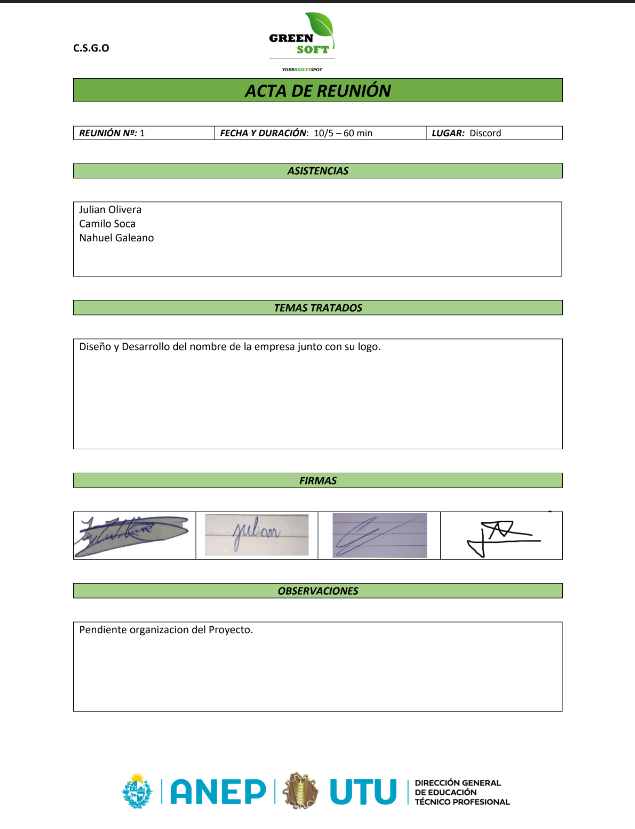 C.S.G.O
GREEN
SOFT
ACTA DE REUNIÓN
REUNIÓN Nº: 1
FECHA Y DURACIÓN: 10/5 – 60 min
LUGAR: Discord
ASISTENCIAS
Julian Olivera
Camilo Soca
Nahuel Galeano
TEMAS TRATADOS
Diseño y Desarrollo del nombre de la empresa junto con su logo.
FIRMAS
julian
OBSERVACIONES
Pendiente organizacion del Proyecto.
ANEP
UTU
DIRECCIÓN GENERAL
DE EDUCACIÓN
TÉCNICO PROFESIONAL